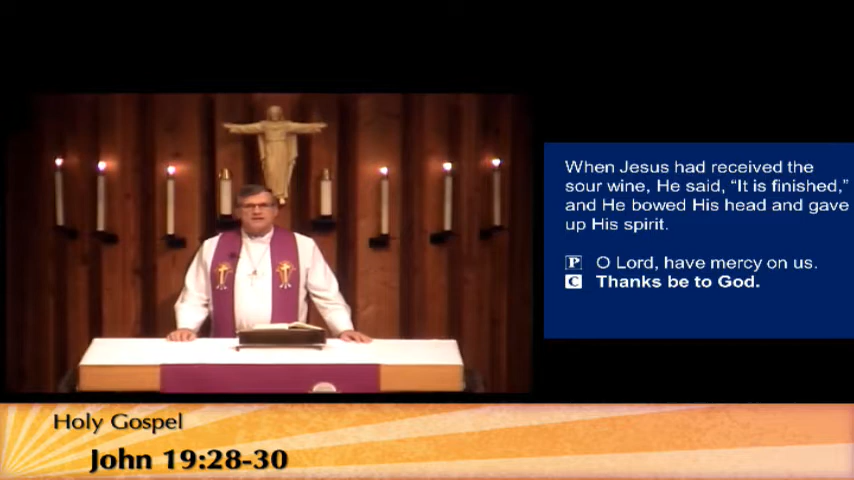 When Jesus had received the
sour wine, He said, “It is finished,”
and He bowed His head and gave
up His spirit.
P O Lord, have mercy on us.
C Thanks be to God.
Holy Gospel
John 19:28-30